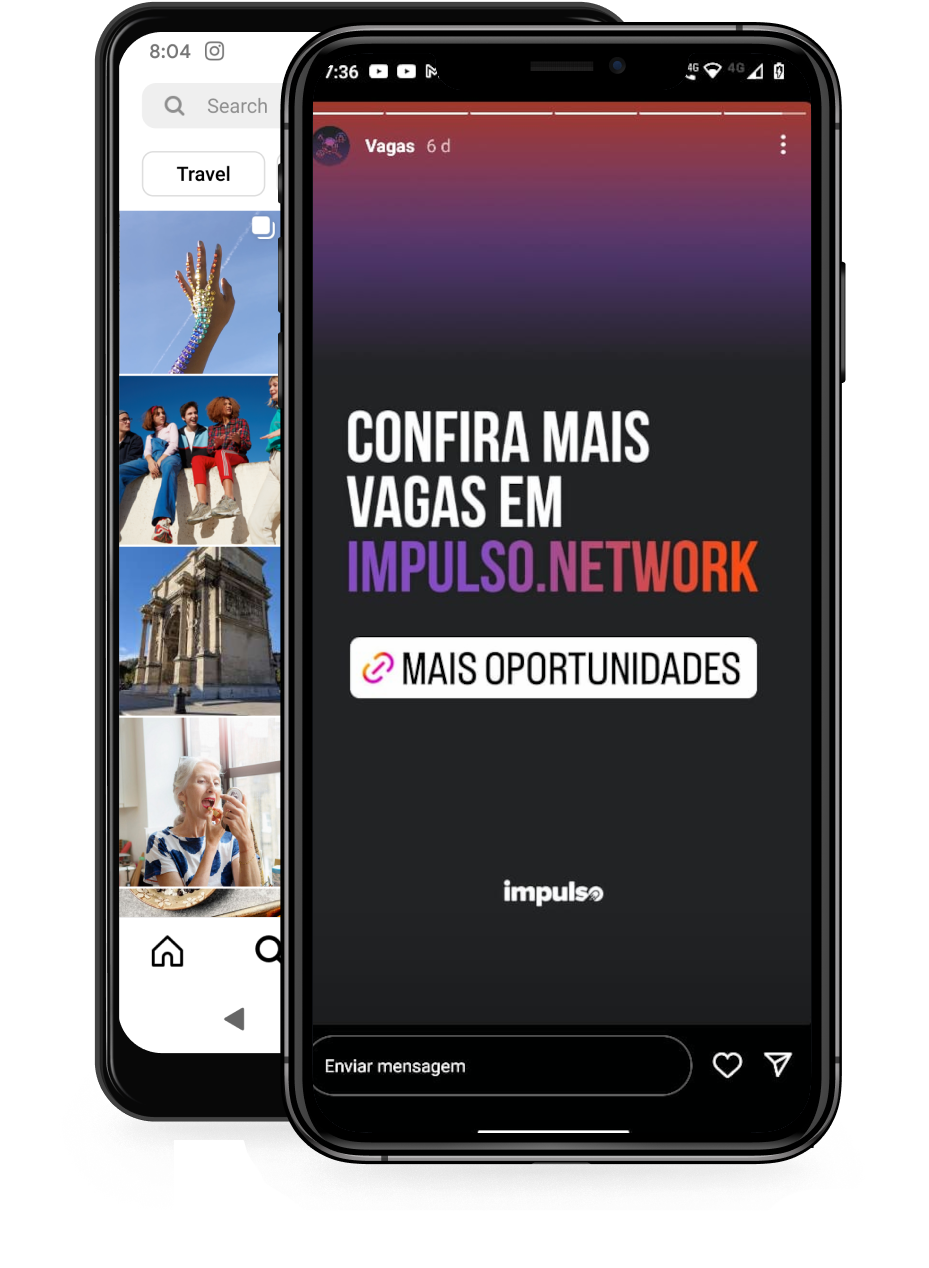 8:04
Search
Travel
7:36
4G 4G
Vagas 6 d
CONFIRA MAIS
VAGAS EM
IMPULSO.NETWORK
MAIS OPORTUNIDADES
impulso
Enviar mensagem